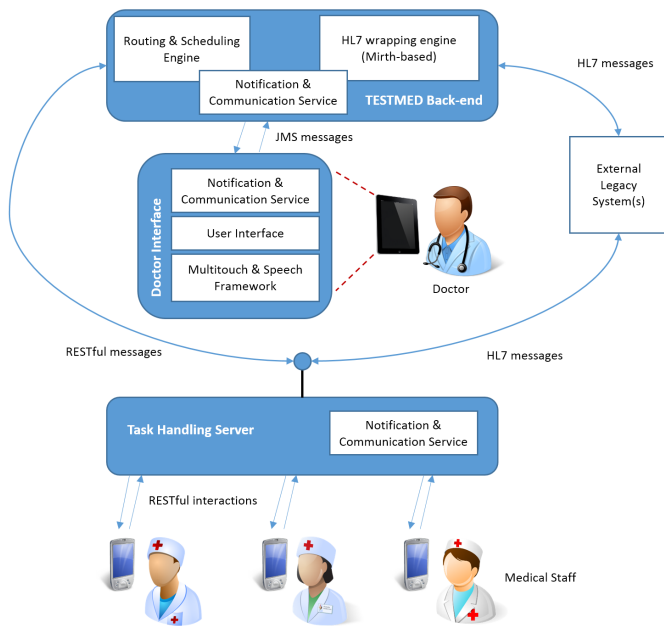 Routing & Scheduling
Engine
HL7 wrapping engine
(Mirth-based)
Notification &
Communication Service
TESTMED Back-end
HL7 messages
JMS messages
External
Legacy
System(s)
Doctor Interface
Notification &
Communication Service
User Interface
Multitouch & Speech
Framework
Doctor
RESTful messages
HL7 messages
Task Handling Server
Notification &
Communication Service
RESTful interactions
Medical Staff